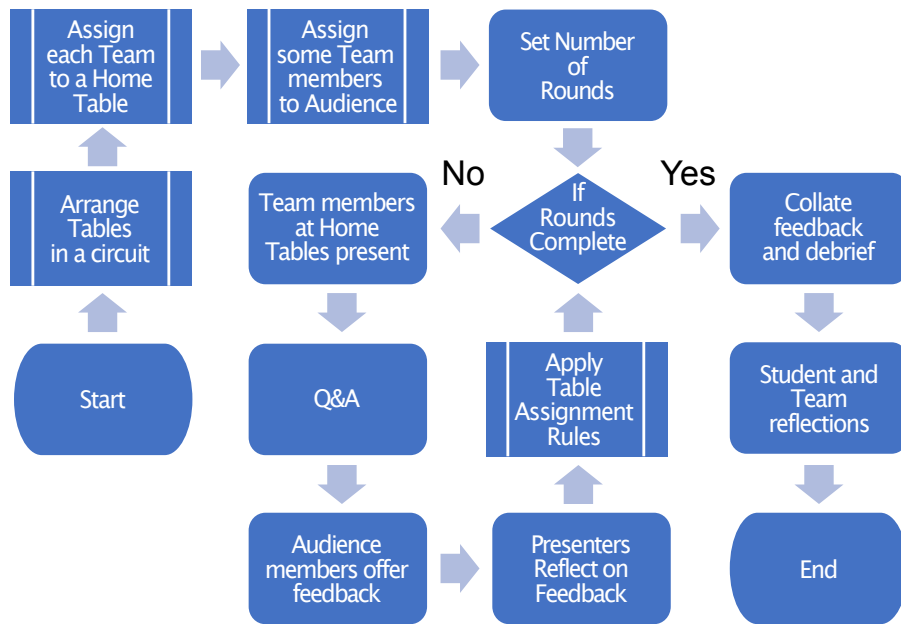 Assign
each Team
to a Home
Table
Assign
some Team
members
to Audience
Set Number
of
Rounds
No
Yes
Arrange
Tables
in a circuit
Team members
at Home
Tables present
If
Rounds
Complete
Collate
feedback
and debrief
Start
Q&A
Apply
Table
Assignment
Rules
Student and
Team
reflections
Audience
members offer
feedback
Presenters
Reflect on
Feedback
End